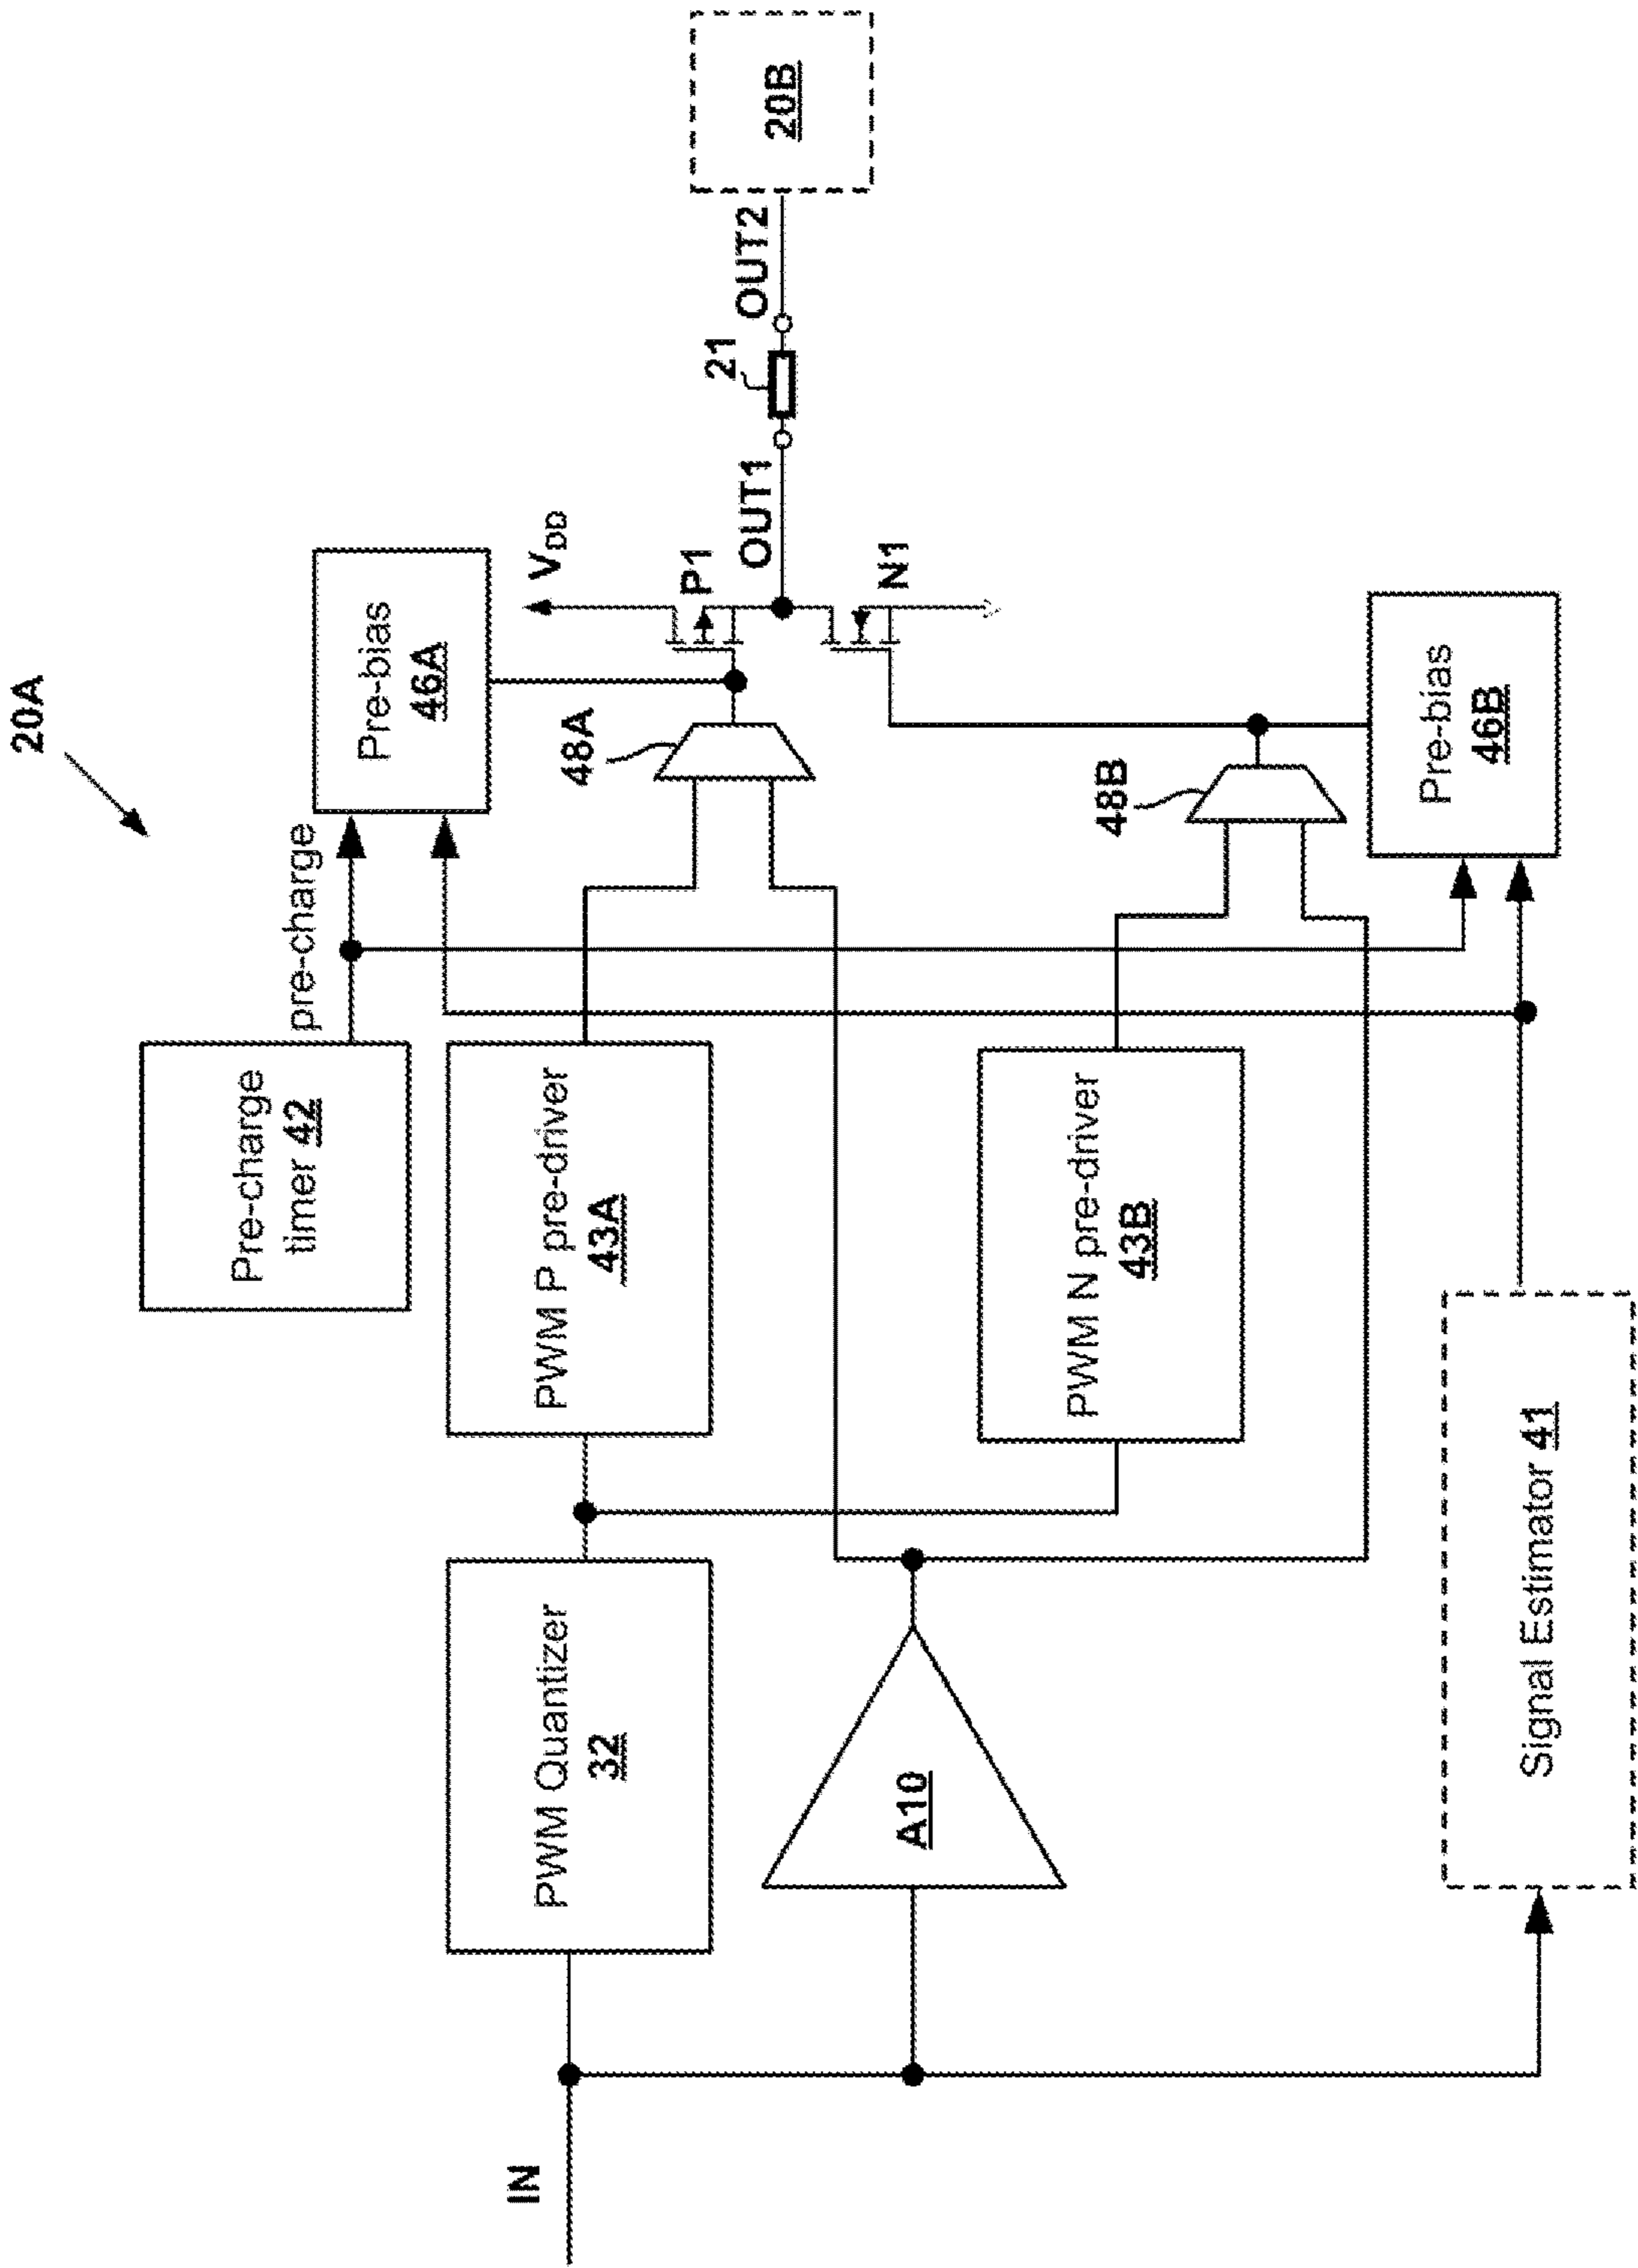 20A
Pre-charge
timer 42
pre-charge
Pre-bias
46A
V_DD
P1
OUT1
21
OUT2
20B
PWM Quantizer
32
PWM P pre-driver
43A
48A
N1
IN
A10
PWM N pre-driver
43B
48B
Pre-bias
46B
Signal Estimator 41